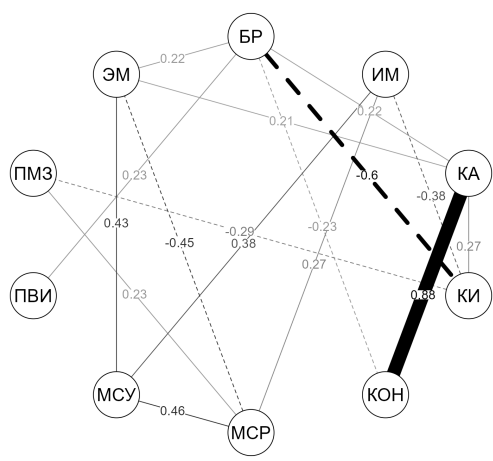 БР
0.22
ЭМ
ИМ
0.22
0.21
ПМЗ
0.23
-0.6
КА
-0.38
0.43
-0.29
-0.23
-0.45
0.38
0.27
0.27
ПВИ
0.23
0.88
КИ
МСУ
КОН
0.46
МСР